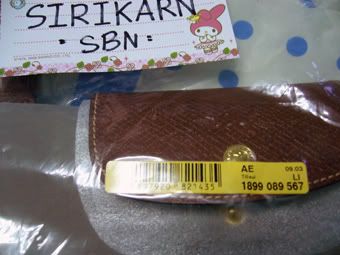 SIRIKARN
• SBN •
AE 09.03
LI
1899 089 567